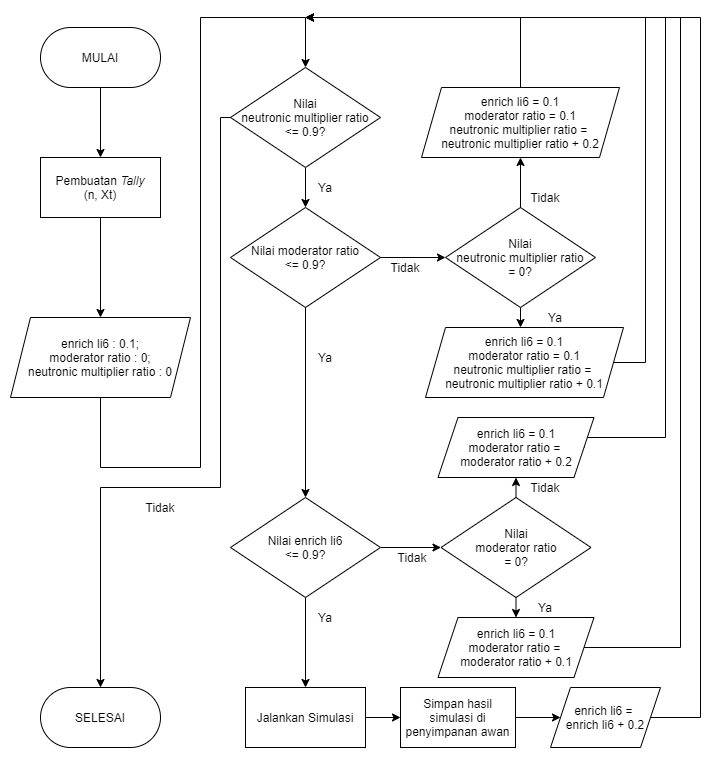 MULAI
Pembuatan Tally
(n, Xt)
enrich li6 : 0.1;
moderator ratio : 0;
neutronic multiplier ratio : 0
Nilai
neutronic multiplier ratio
<= 0.9?
Ya
Tidak
Nilai moderator ratio
<= 0.9?
Tidak
Ya
Nilai
neutronic multiplier ratio
= 0?
Tidak
enrich li6 = 0.1
moderator ratio = 0.1
neutronic multiplier ratio =
neutronic multiplier ratio + 0.2
Ya
enrich li6 = 0.1
moderator ratio = 0.1
neutronic multiplier ratio =
neutronic multiplier ratio + 0.1
Nilai enrich li6
<= 0.9?
Tidak
Ya
Nilai
moderator ratio
= 0?
Tidak
enrich li6 = 0.1
moderator ratio =
moderator ratio + 0.2
Ya
enrich li6 = 0.1
moderator ratio =
moderator ratio + 0.1
Jalankan Simulasi
Simpan hasil
simulasi di
penyimpanan awan
enrich li6 =
enrich li6 + 0.2
SELESAI